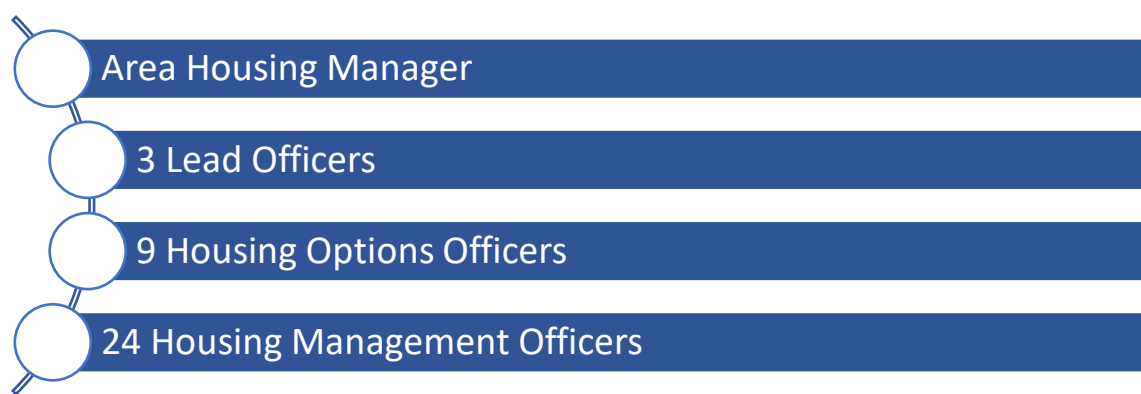 Area Housing Manager
3 Lead Officers
9 Housing Options Officers
24 Housing Management Officers